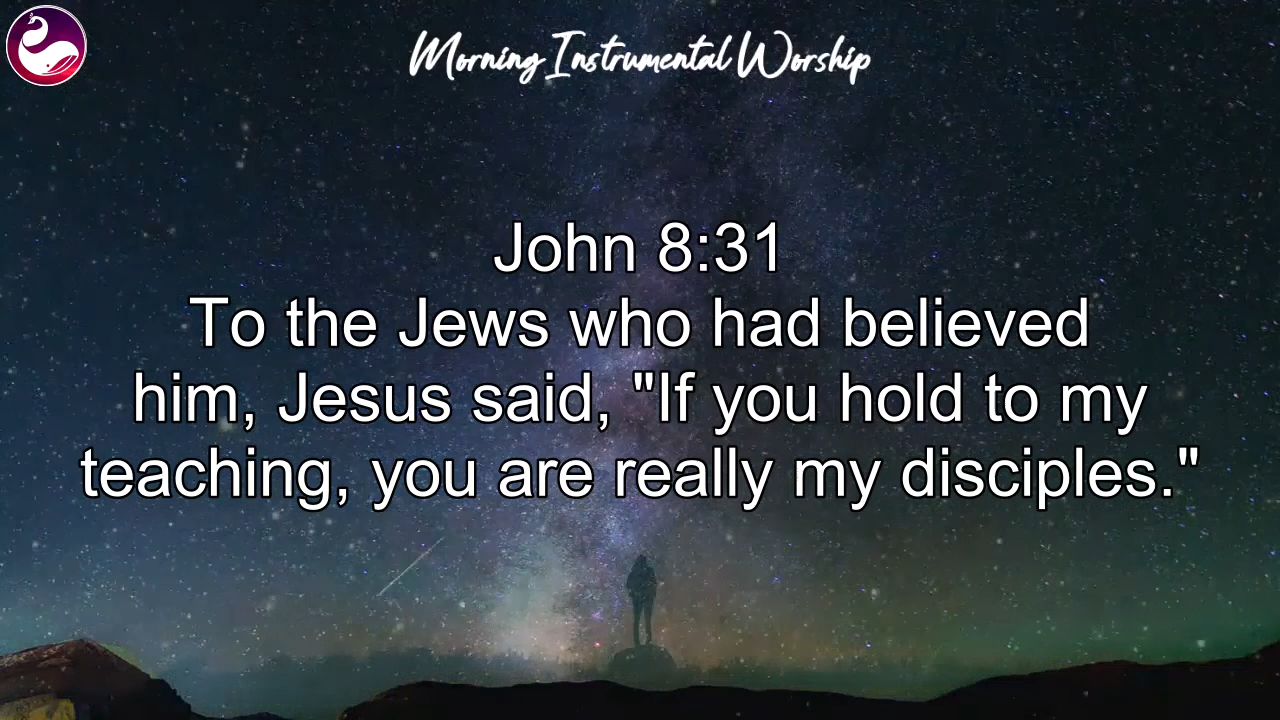 Morning Instrumental Worship
John 8:31
To the Jews who had believed
him, Jesus said, "If you hold to my
teaching, you are really my disciples."